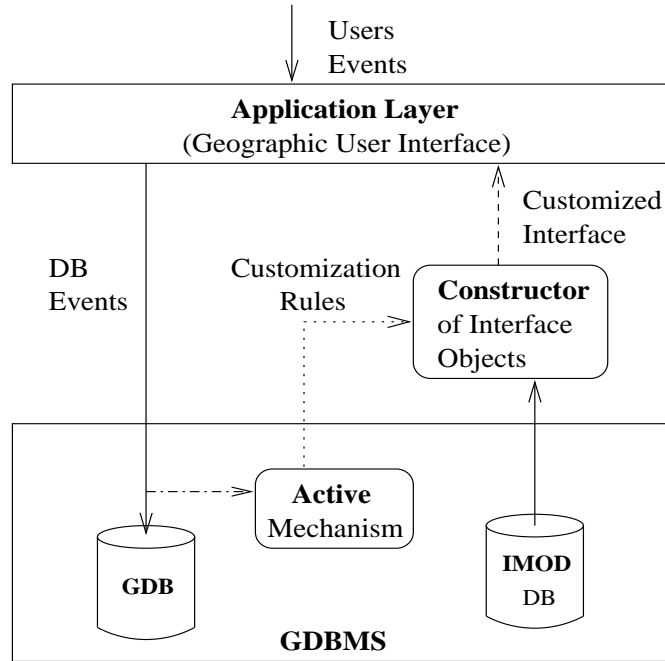 Users
Events
Application Layer
(Geographic User Interface)
Customized
Interface
DB
Events
Customization
Rules
Constructor
of Interface
Objects
Active
Mechanism
GDB
IMOD
DB
GDBMS